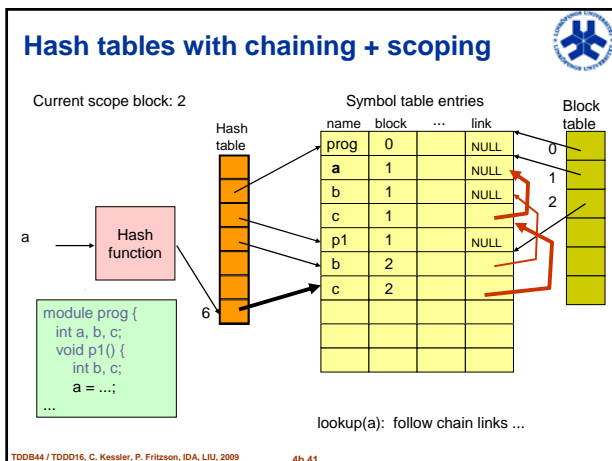 Hash tables with chaining + scoping
LINKÖPINGS UNIVERSITET
Current scope block: 2
Symbol table entries
Block table
Hash table
name block ... link
prog 0 NULL
a 1 NULL
b 1 NULL
c 1
p1 1 NULL
b 2
c 2
0
1
2
a
Hash function
6
module prog {
int a, b, c;
void p1() {
int b, c;
a = ...;
...
lookup(a): follow chain links ...
TDDB44 / TDDD16, C. Kessler, P. Fritzson, IDA, LIU, 2009
4b.41